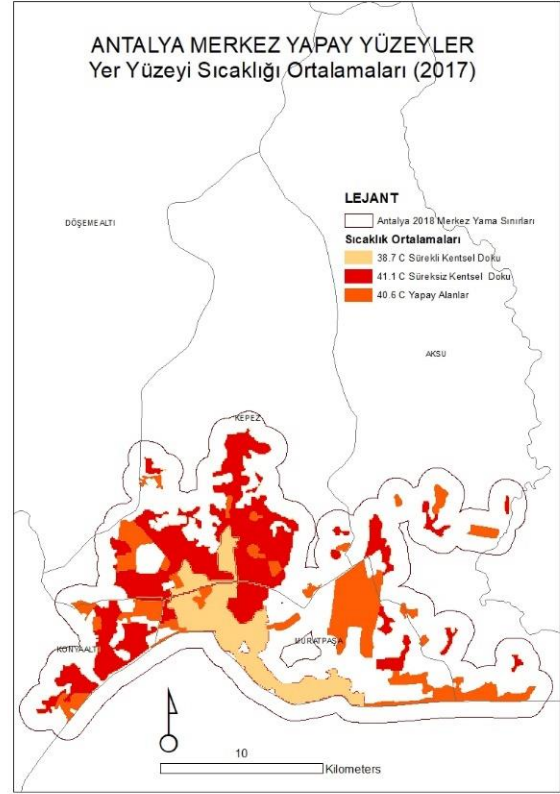 ANTALYA MERKEZ YAPAY YÜZEYLER
Yer Yüzeyi Sıcaklığı Ortalamaları (2017)
LEJANT
Antalya 2018 Merkez Yama Sınırları
Sıcaklık Ortalamaları
38.7 C Sürekli Kentsel Doku
41.1 C Süreksiz Kentsel Doku
40.6 C Yapay Alanlar
DÖŞEMEALTI
AKSU
KEPEZ
MURATPAŞA
KONYAALTI
10
Kilometers